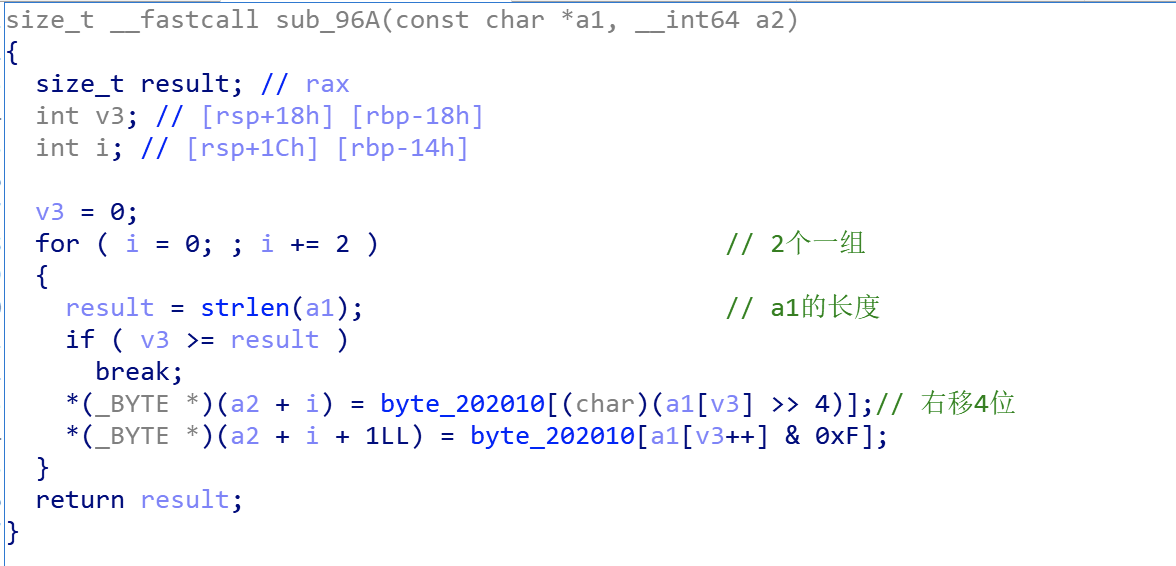 size_t __fastcall sub_96A(const char *a1, __int64 a2)
{
  size_t result; // rax
  int v3; // [rsp+18h] [rbp-18h]
  int i; // [rsp+1Ch] [rbp-14h]

  v3 = 0;
  for ( i = 0; ; i += 2 )                       // 2个一组
  {
    result = strlen(a1);                        // a1的长度
    if ( v3 >= result )
      break;
    *(_BYTE *)(a2 + i) = byte_202010[(char)(a1[v3] >> 4)];// 右移4位
    *(_BYTE *)(a2 + i + 1LL) = byte_202010[a1[v3++] & 0xF];
  }
  return result;
}